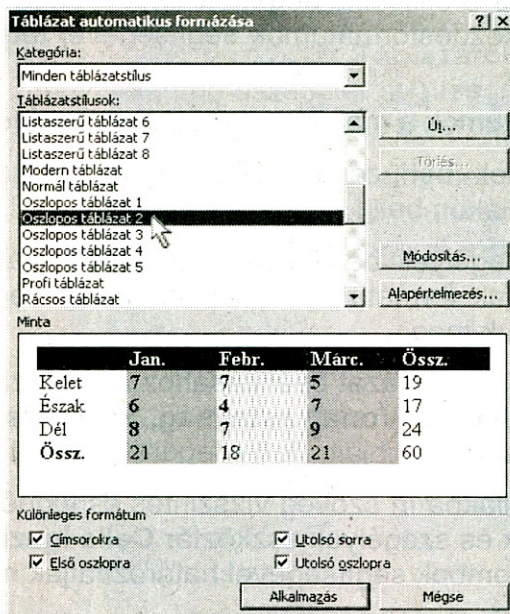 Táblázat automatikus formázása
Kategória:
Minden táblázatstílus
Táblázatstílusok:
Listaszerű táblázat 6
Listaszerű táblázat 7
Listaszerű táblázat 8
Modern táblázat
Normál táblázat
Oszlopos táblázat 1
Oszlopos táblázat 2
Oszlopos táblázat 3
Oszlopos táblázat 4
Oszlopos táblázat 5
Profi táblázat
Rácsos táblázat
Új...
Törlés...
Módosítás...
Alapértelmezés...
Minta
Jan. Febr. Márc. Össz.
Kelet 7 7 5 19
Észak 6 4 7 17
Dél 8 7 9 24
Össz. 21 18 21 60
Különleges formátum
Címsorokra Utolsó sorra
Első oszlopra Utolsó oszlopra
Alkalmazás Mégse